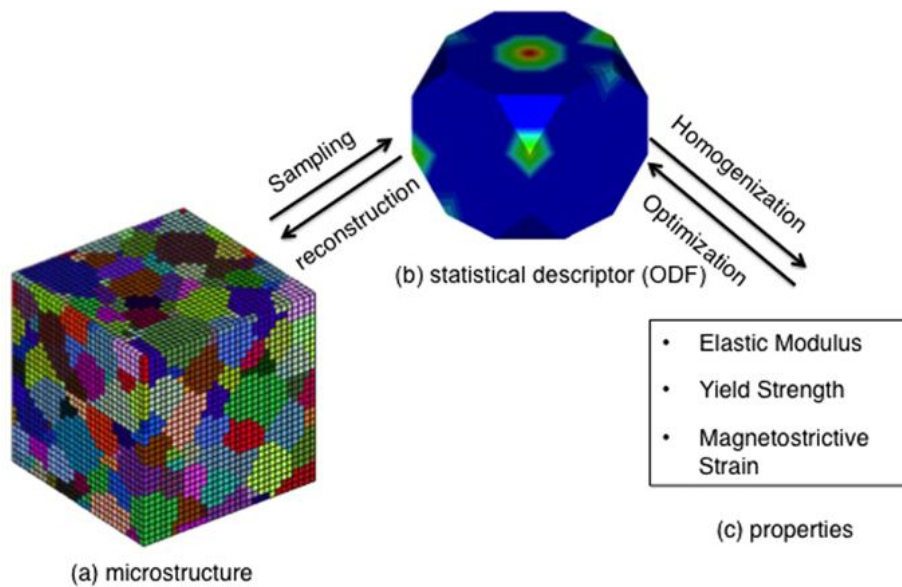 Sampling
reconstruction
Homogenization
Optimization
(b) statistical descriptor (ODF)
• Elastic Modulus
• Yield Strength
• Magnetostrictive
Strain
(c) properties
(a) microstructure